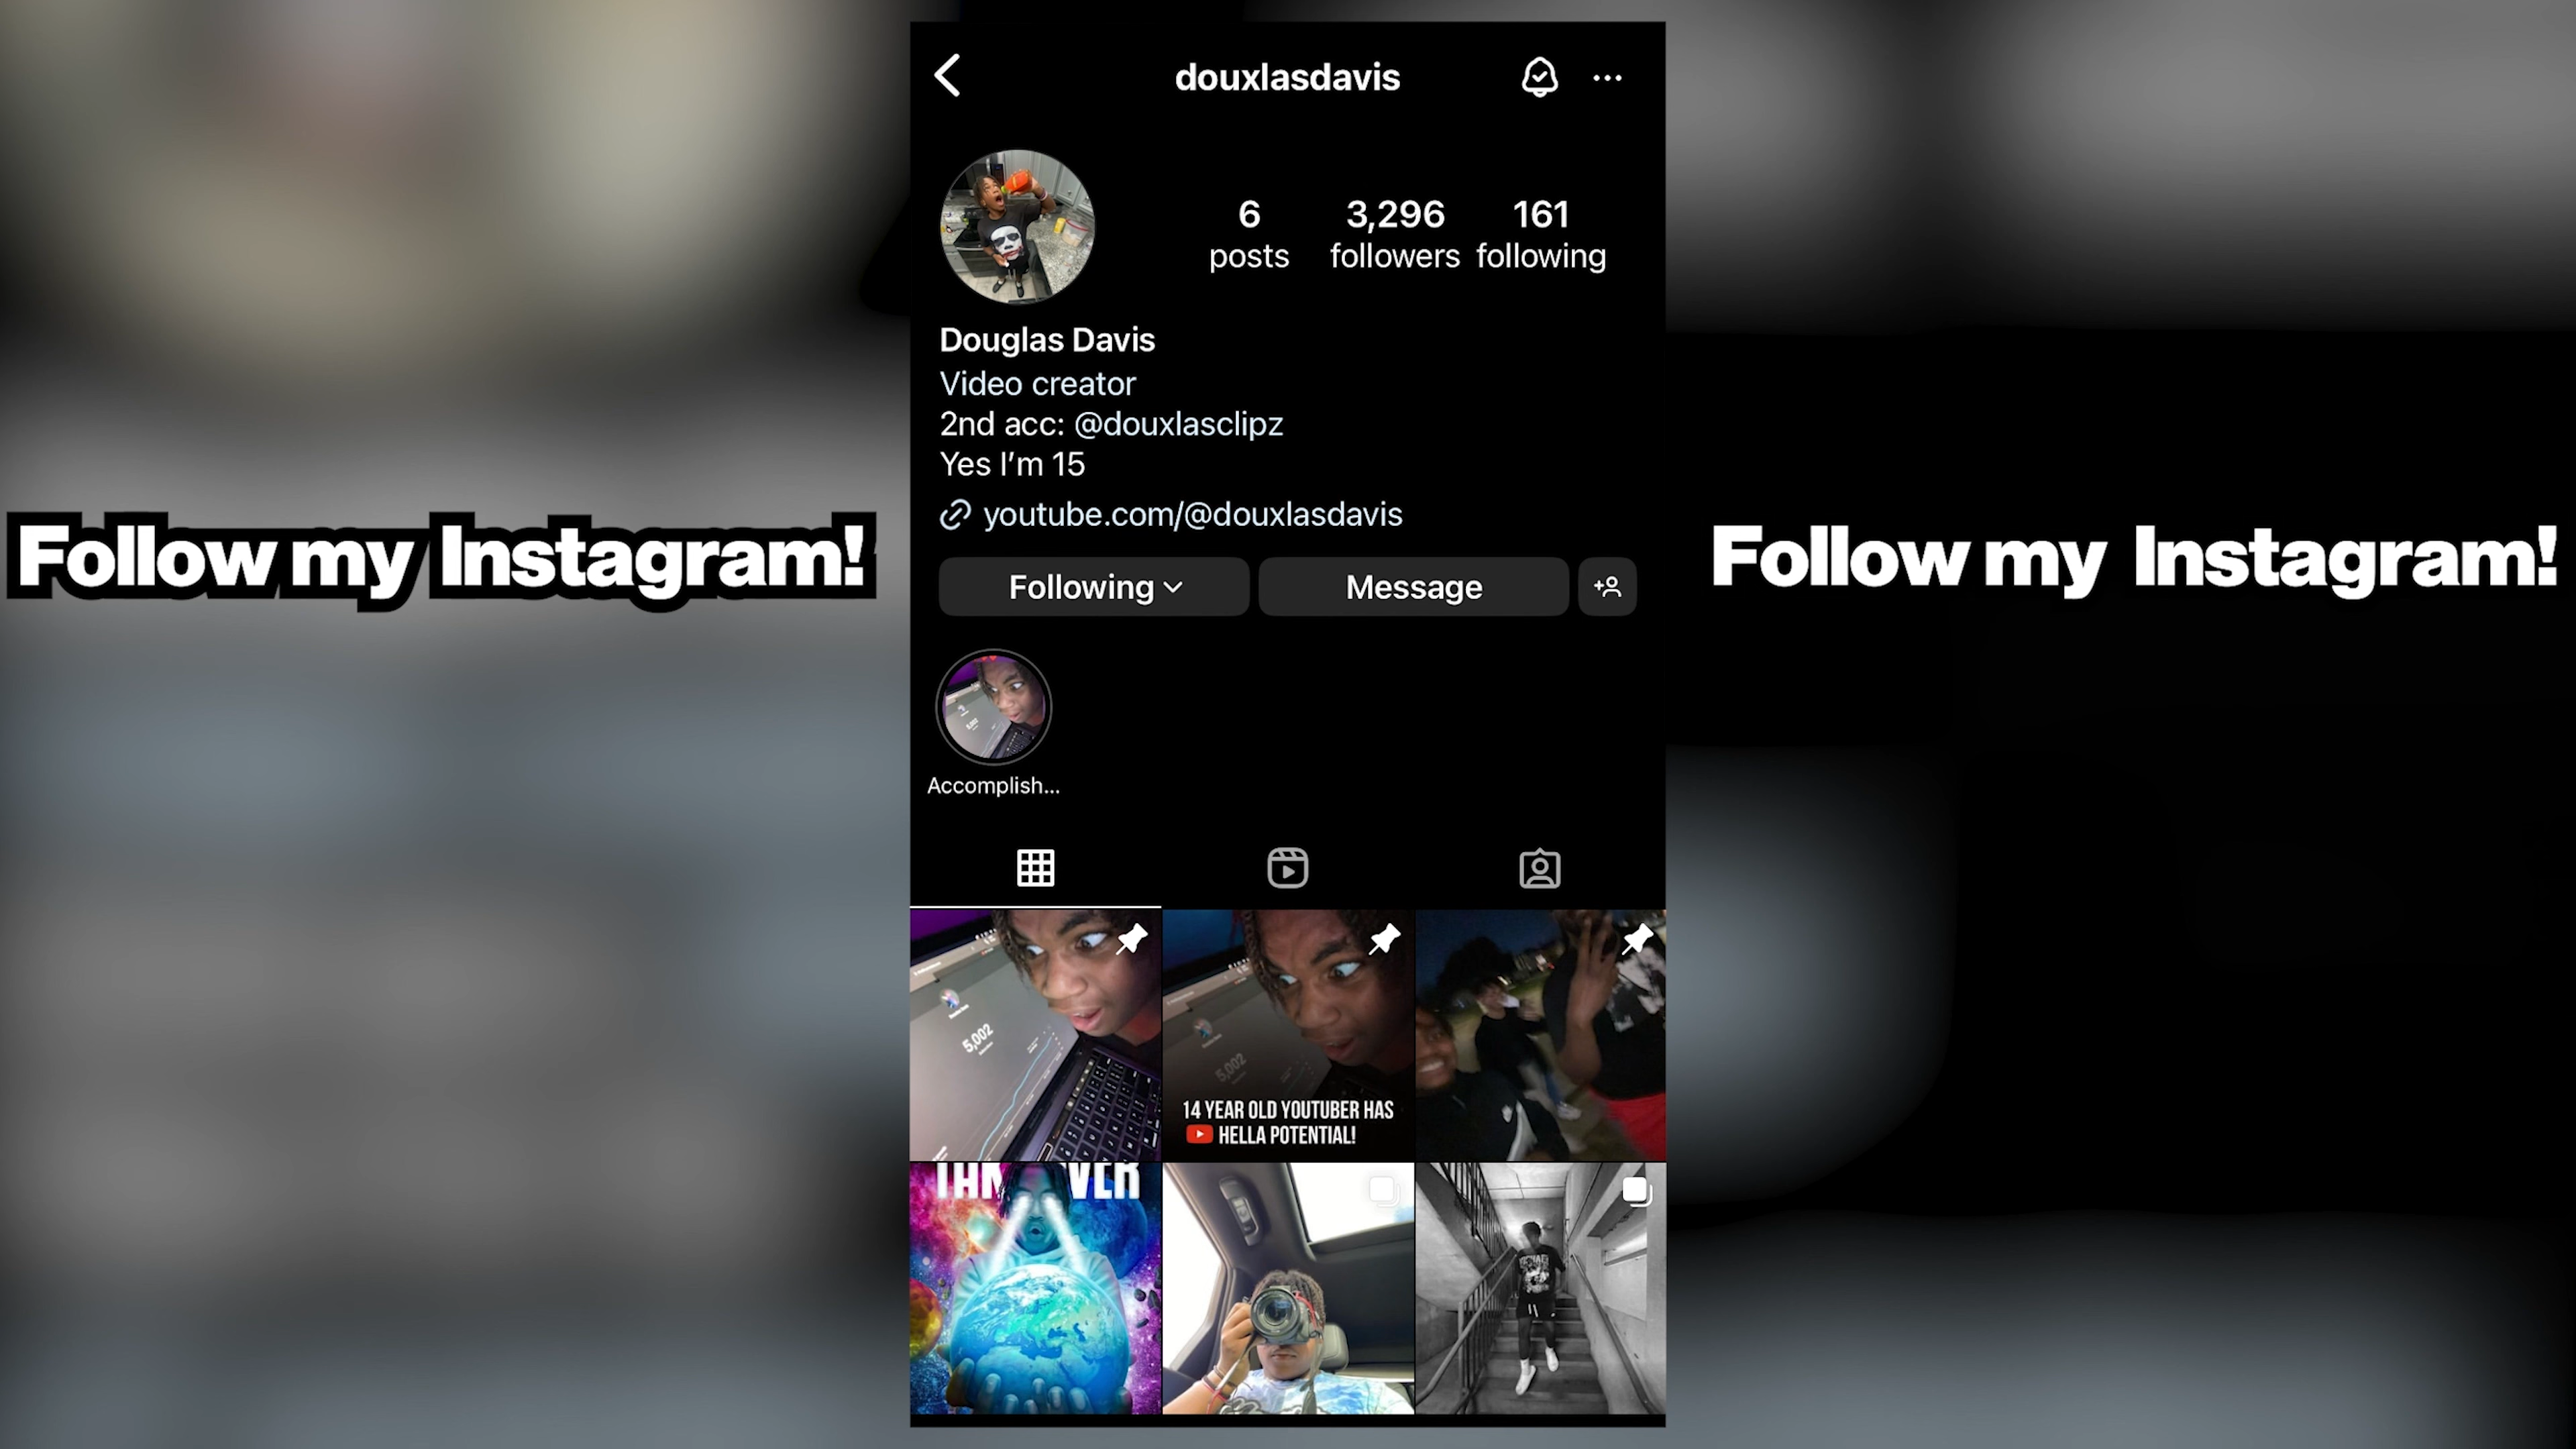 douxlasdavis
6 posts
3,296 followers
161 following
Douglas Davis
Video creator
2nd acc: @douxlasclipz
Yes I'm 15
youtube.com/@douxlasdavis
Follow my Instagram!
Follow my Instagram!
Following
Message
Accomplish...
5,002
5,002
14 YEAR OLD YOUTUBER HAS
HELLA POTENTIAL!